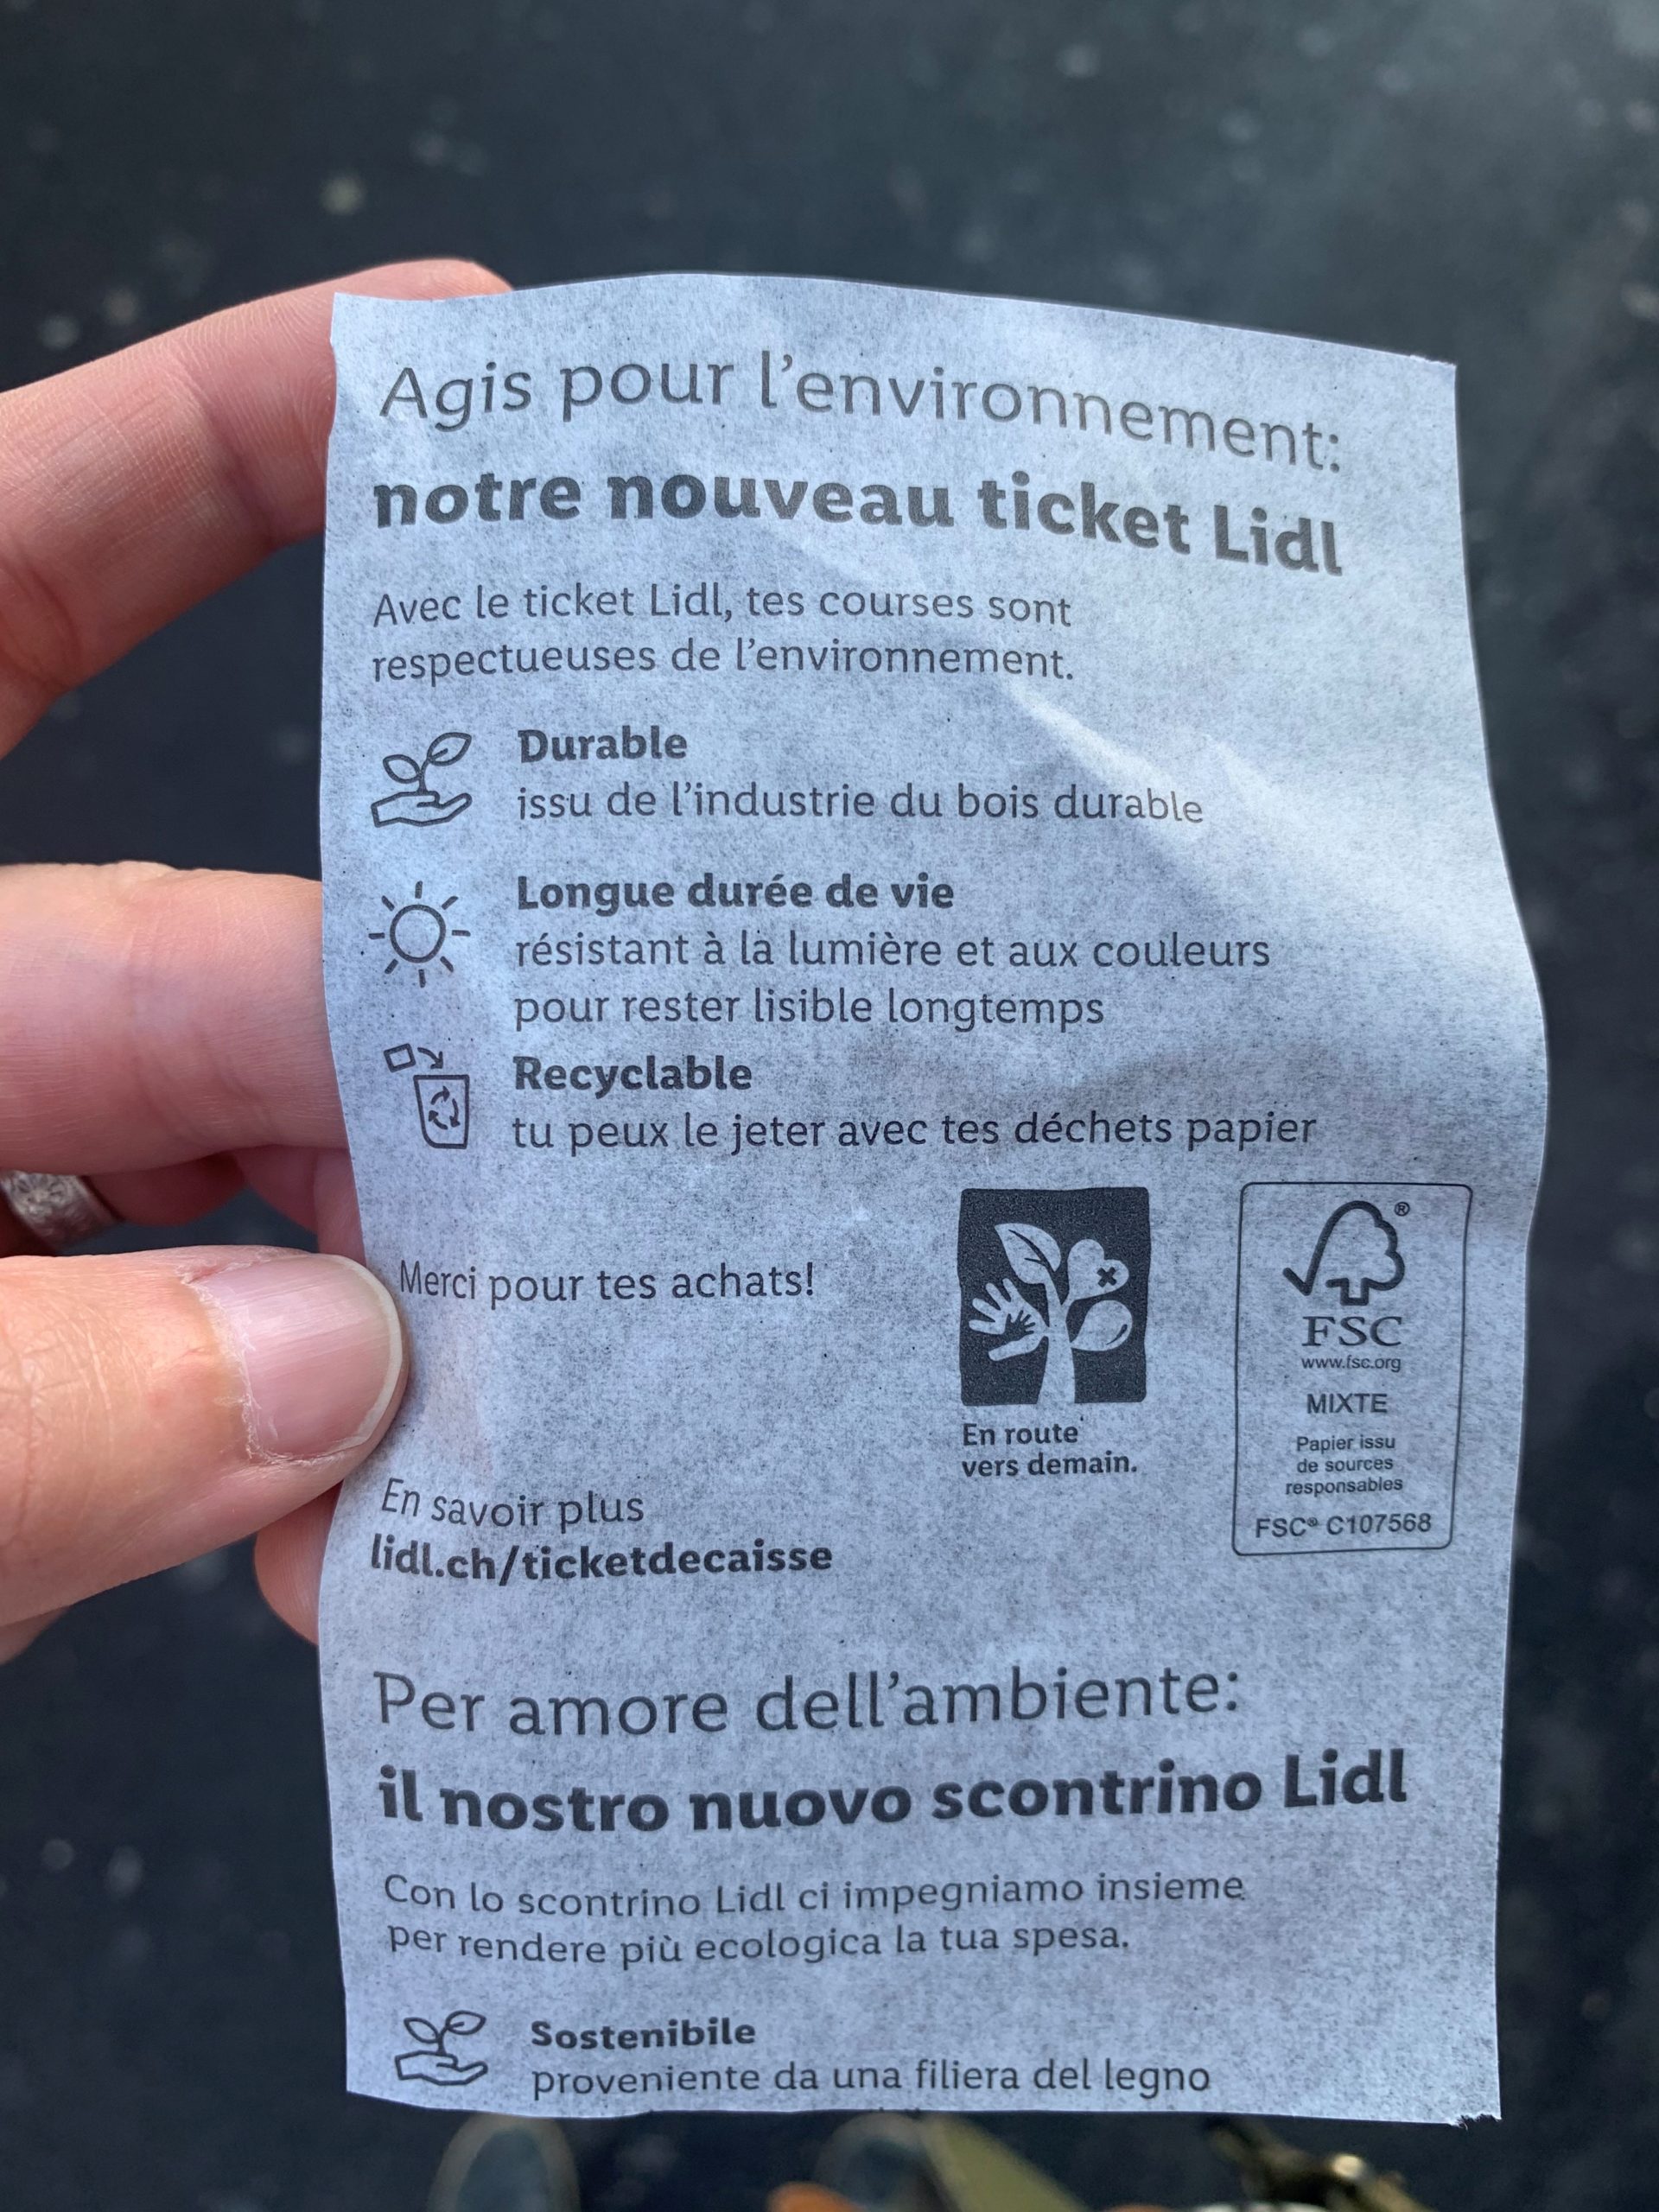 Agis pour l'environnement:
notre nouveau ticket Lidl
Avec le ticket Lidl, tes courses sont
respectueuses de l'environnement.
Durable
issu de l'industrie du bois durable
Longue durée de vie
résistant à la lumière et aux couleurs
pour rester lisible longtemps
Recyclable
tu peux le jeter avec tes déchets papier
Merci pour tes achats!
En route
vers demain.
®
FSC
www.fsc.org
MIXTE
Papier issu
de sources
responsables
FSC® C107568
En savoir plus
lidl.ch/ticketdecaisse
Per amore dell'ambiente:
il nostro nuovo scontrino Lidl
Con lo scontrino Lidl ci impegniamo insieme
per rendere più ecologica la tua spesa.
Sostenibile
proveniente da una filiera del legno